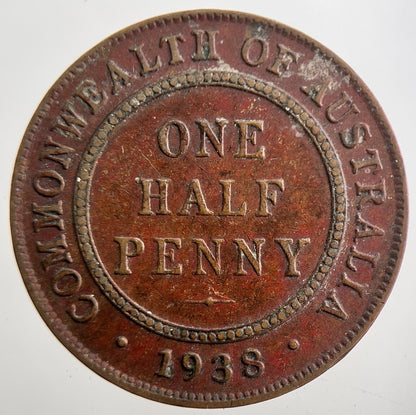 COMMONWEALTH OF AUSTRALIA
ONE
HALF
PENNY
· 1938 ·